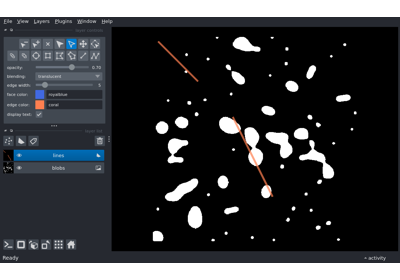 File View Layers Plugins Window Help
opacity: 0.70
blending: translucent
edge width: 5
face color: royalblue
edge color: coral
display text: ✓
lines
blobs
Ready
activity